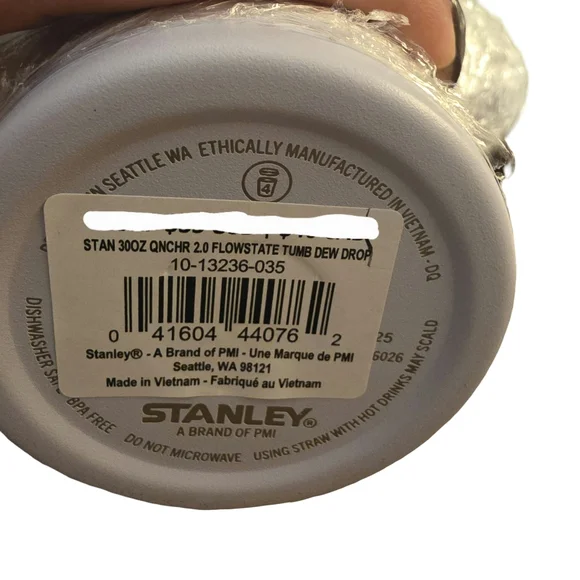 IN SEATTLE WA ETHICALLY MANUFACTURED IN VIETNAM - DQ
4
STAN 30OZ QNCHR 2.0 FLOWSTATE TUMB DEW DROP
10-13236-035
0 41604 44076 2
Stanley® - A Brand of PMI - Une Marque de PMI
Seattle, WA 98121
Made in Vietnam - Fabriqué au Vietnam
25
6026
STANLEY®
A BRAND OF PMI
DISHWASHER SAFE BPA FREE DO NOT MICROWAVE USING STRAW WITH HOT DRINKS MAY SCALD